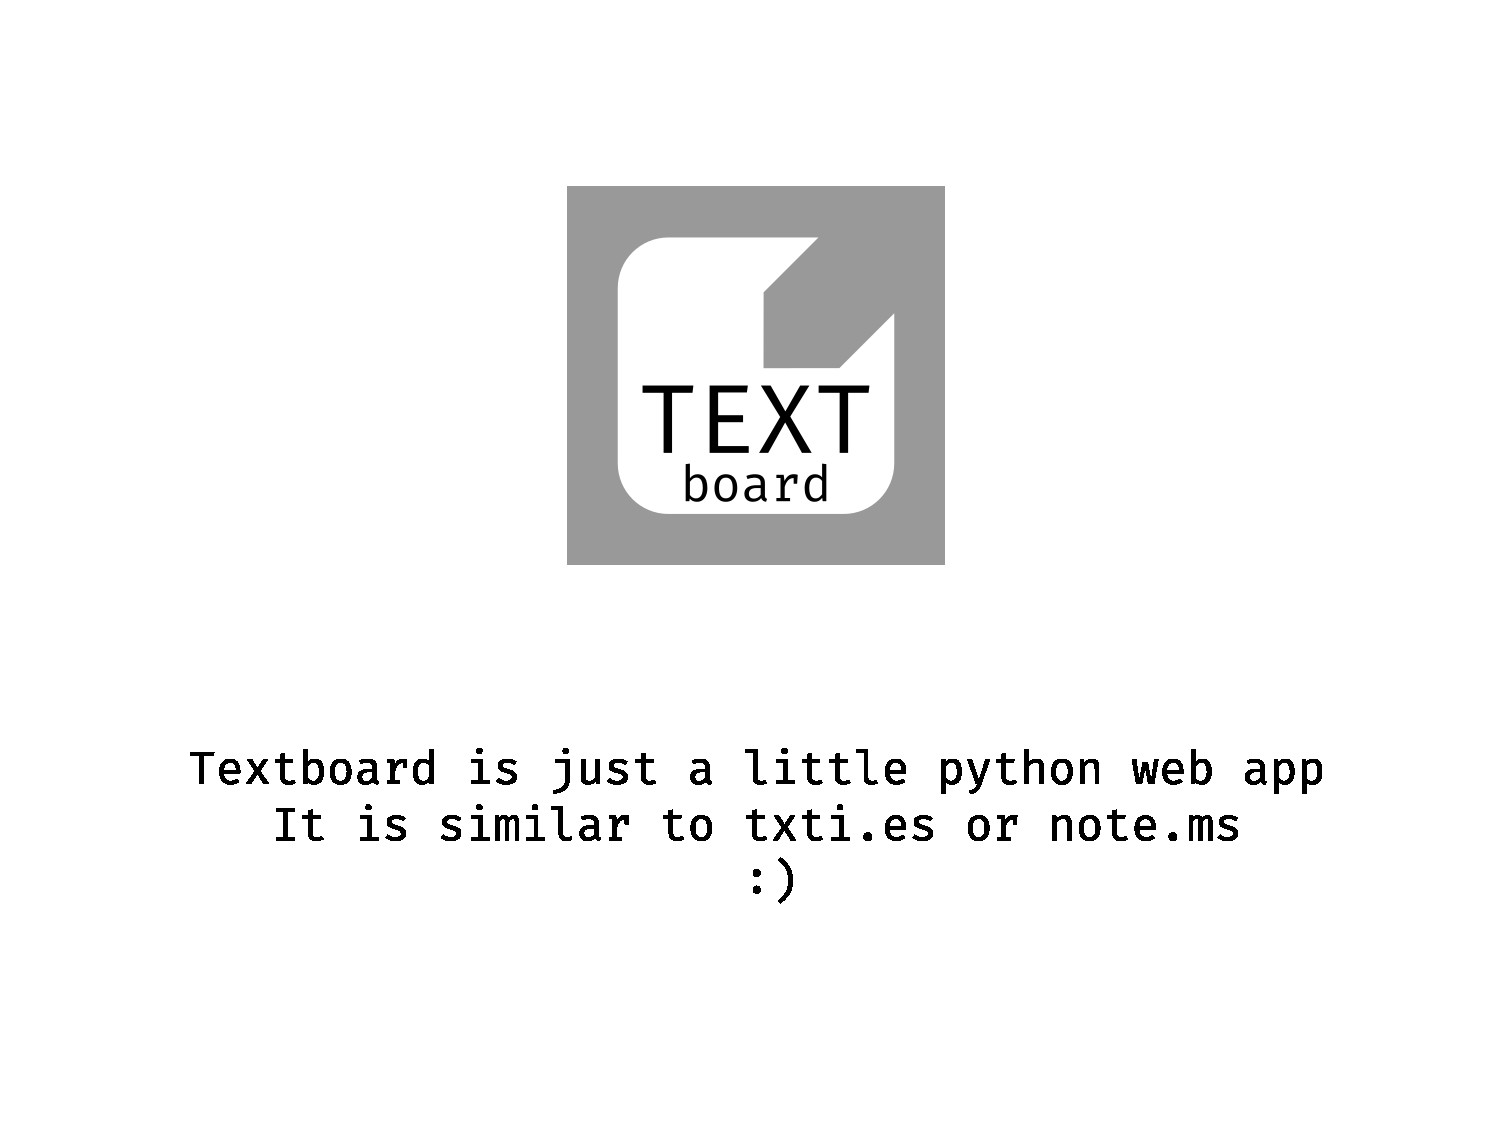 TEXT
board
Textboard is just a little python web app
It is similar to txti.es or note.ms
:)